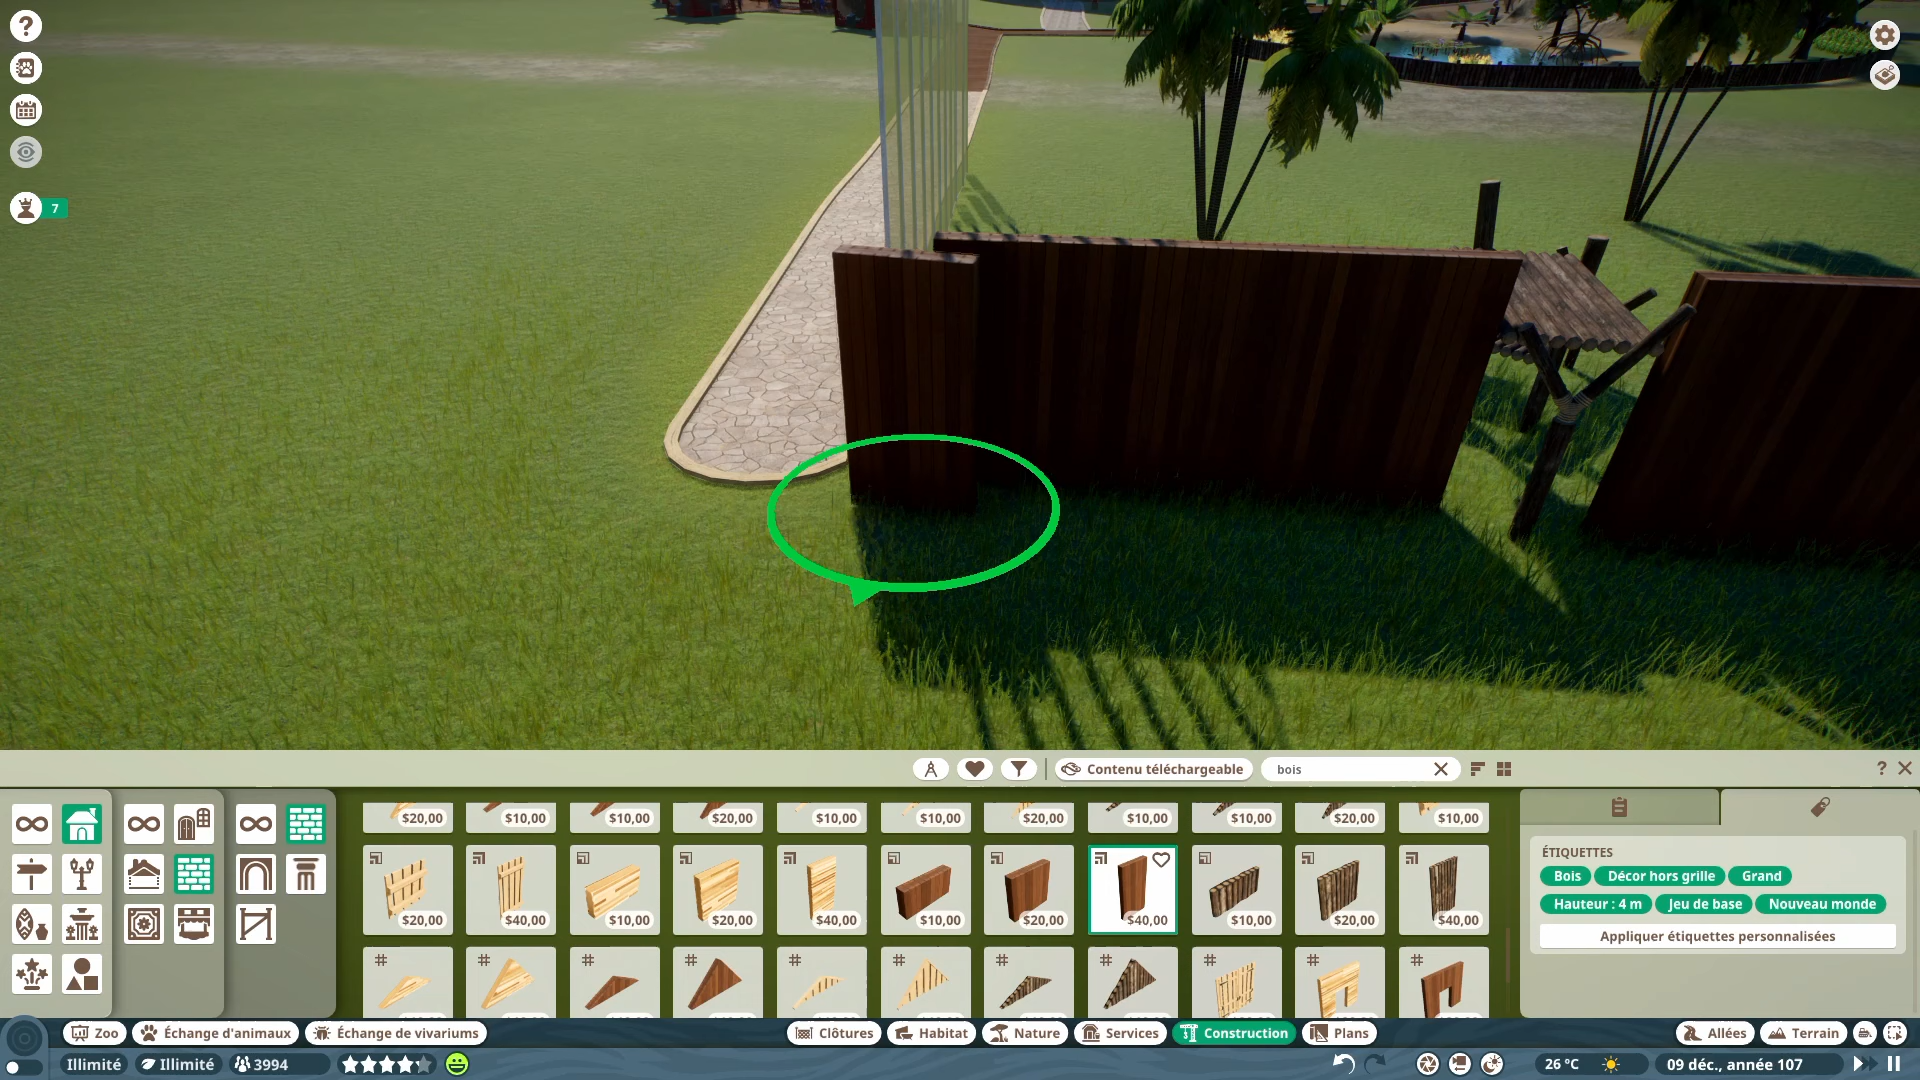 ?
7
Contenu téléchargeable
bois
?
$20,00 $10,00 $10,00 $20,00 $10,00 $10,00 $20,00 $10,00 $10,00 $20,00 $10,00
$20,00 $40,00 $10,00 $20,00 $40,00 $10,00 $20,00 $40,00 $10,00 $20,00 $40,00
ÉTIQUETTES
Bois Décor hors grille Grand
Hauteur : 4 m Jeu de base Nouveau monde
Appliquer étiquettes personnalisées
Zoo Échange d'animaux Échange de vivariums Clôtures Habitat Nature Services Construction Plans Allées Terrain
Illimité Illimité 3994 26 °C 09 déc., année 107